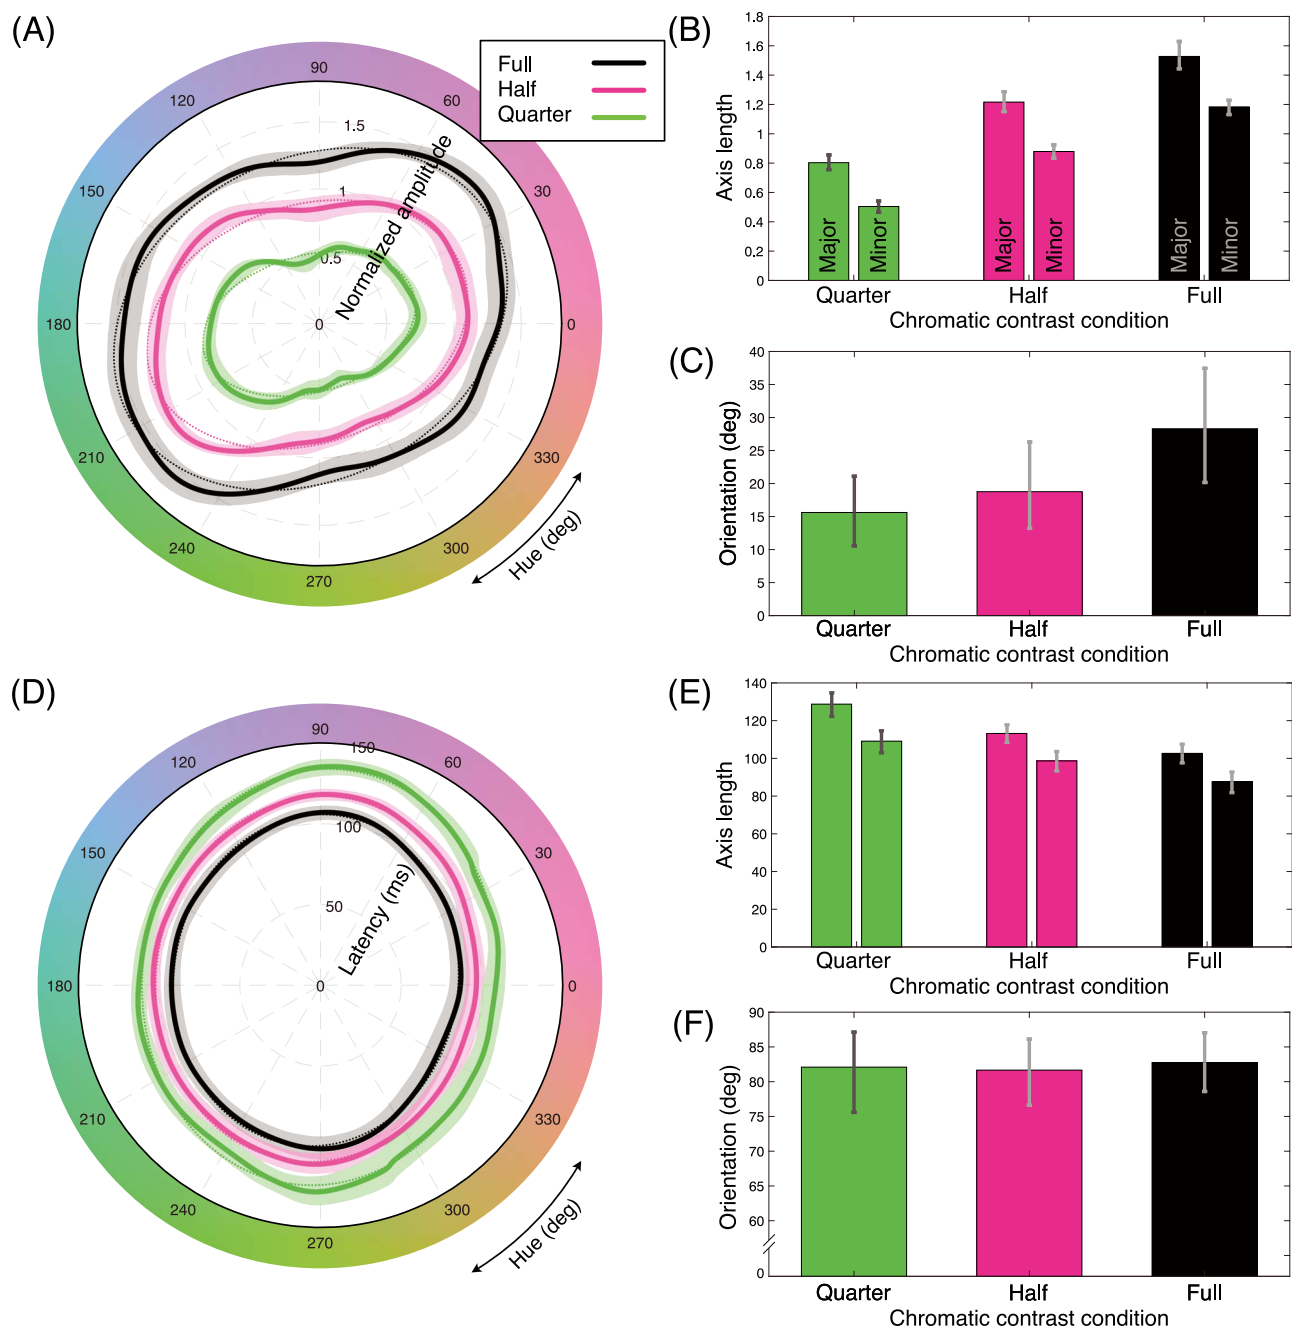 (A)
Full
Half
Quarter
90
60
30
0
330
300
270
240
210
180
150
120
1.5
1
0.5
0
Normalized amplitude
Hue (deg)
(B)
1.8
1.6
1.4
1.2
1
0.8
0.6
0.4
0.2
0
Axis length
Major
Minor
Major
Minor
Major
Minor
Quarter
Half
Full
Chromatic contrast condition
(C)
40
35
30
25
20
15
10
5
0
Orientation (deg)
Quarter
Half
Full
Chromatic contrast condition
(D)
90
60
30
0
330
300
270
240
210
180
150
120
150
100
50
0
Latency (ms)
Hue (deg)
(E)
140
120
100
80
60
40
20
0
Axis length
Quarter
Half
Full
Chromatic contrast condition
(F)
90
85
80
75
70
65
60
0
Orientation (deg)
Quarter
Half
Full
Chromatic contrast condition